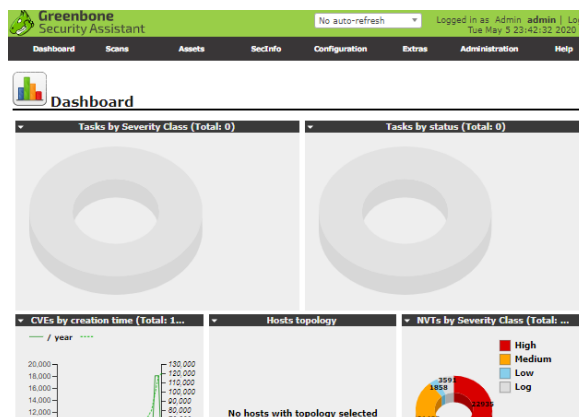 Greenbone
Security Assistant
No auto-refresh
Logged in as Admin admin | Lo
Tue May 5 23:42:32 2020
Dashboard Scans Assets SecInfo Configuration Extras Administration Help
Dashboard
Tasks by Severity Class (Total: 0)
Tasks by status (Total: 0)
CVEs by creation time (Total: 1...
Hosts topology
NVTs by Severity Class (Total: ...
/ year
20,000
18,000
16,000
14,000
12,000
130,000
120,000
110,000
100,000
90,000
80,000
No hosts with topology selected
3591
1858
High
Medium
Low
Log